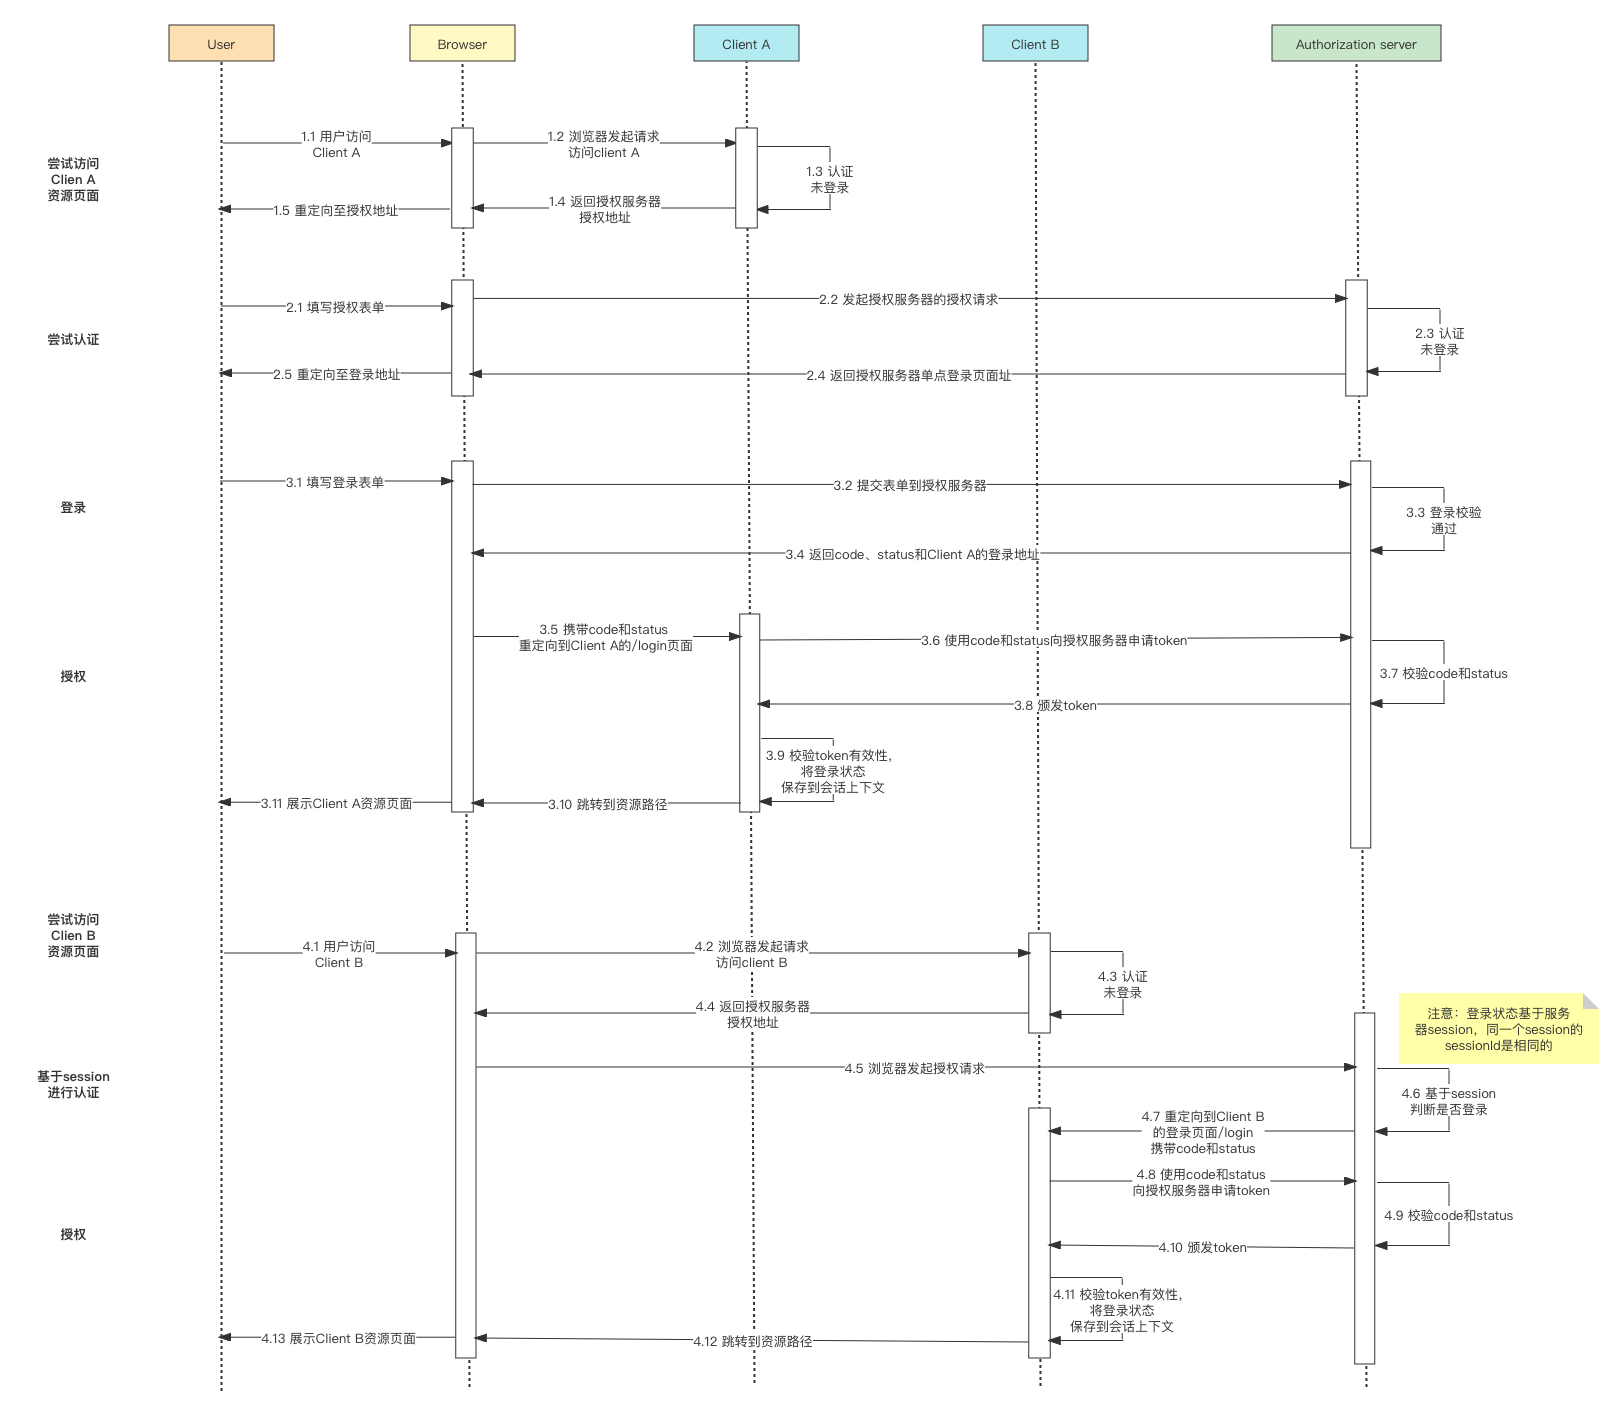 User
Browser
Client A
Client B
Authorization server
尝试访问
Clien A
资源页面
1.1 用户访问
Client A
1.2 浏览器发起请求
访问client A
1.3 认证
未登录
1.4 返回授权服务器
授权地址
1.5 重定向至授权地址
尝试认证
2.1 填写授权表单
2.2 发起授权服务器的授权请求
2.3 认证
未登录
2.4 返回授权服务器单点登录页面址
2.5 重定向至登录地址
登录
3.1 填写登录表单
3.2 提交表单到授权服务器
3.3 登录校验
通过
3.4 返回code、status和Client A的登录地址
授权
3.5 携带code和status
重定向到Client A的/login页面
3.6 使用code和status向授权服务器申请token
3.7 校验code和status
3.8 颁发token
3.9 校验token有效性，
将登录状态
保存到会话上下文
3.10 跳转到资源路径
3.11 展示Client A资源页面
尝试访问
Clien B
资源页面
4.1 用户访问
Client B
4.2 浏览器发起请求
访问client B
4.3 认证
未登录
4.4 返回授权服务器
授权地址
注意：登录状态基于服务
器session，同一个session的
sessionId是相同的
基于session
进行认证
4.5 浏览器发起授权请求
4.6 基于session
判断是否登录
4.7 重定向到Client B
的登录页面/login
携带code和status
授权
4.8 使用code和status
向授权服务器申请token
4.9 校验code和status
4.10 颁发token
4.11 校验token有效性，
将登录状态
保存到会话上下文
4.12 跳转到资源路径
4.13 展示Client B资源页面